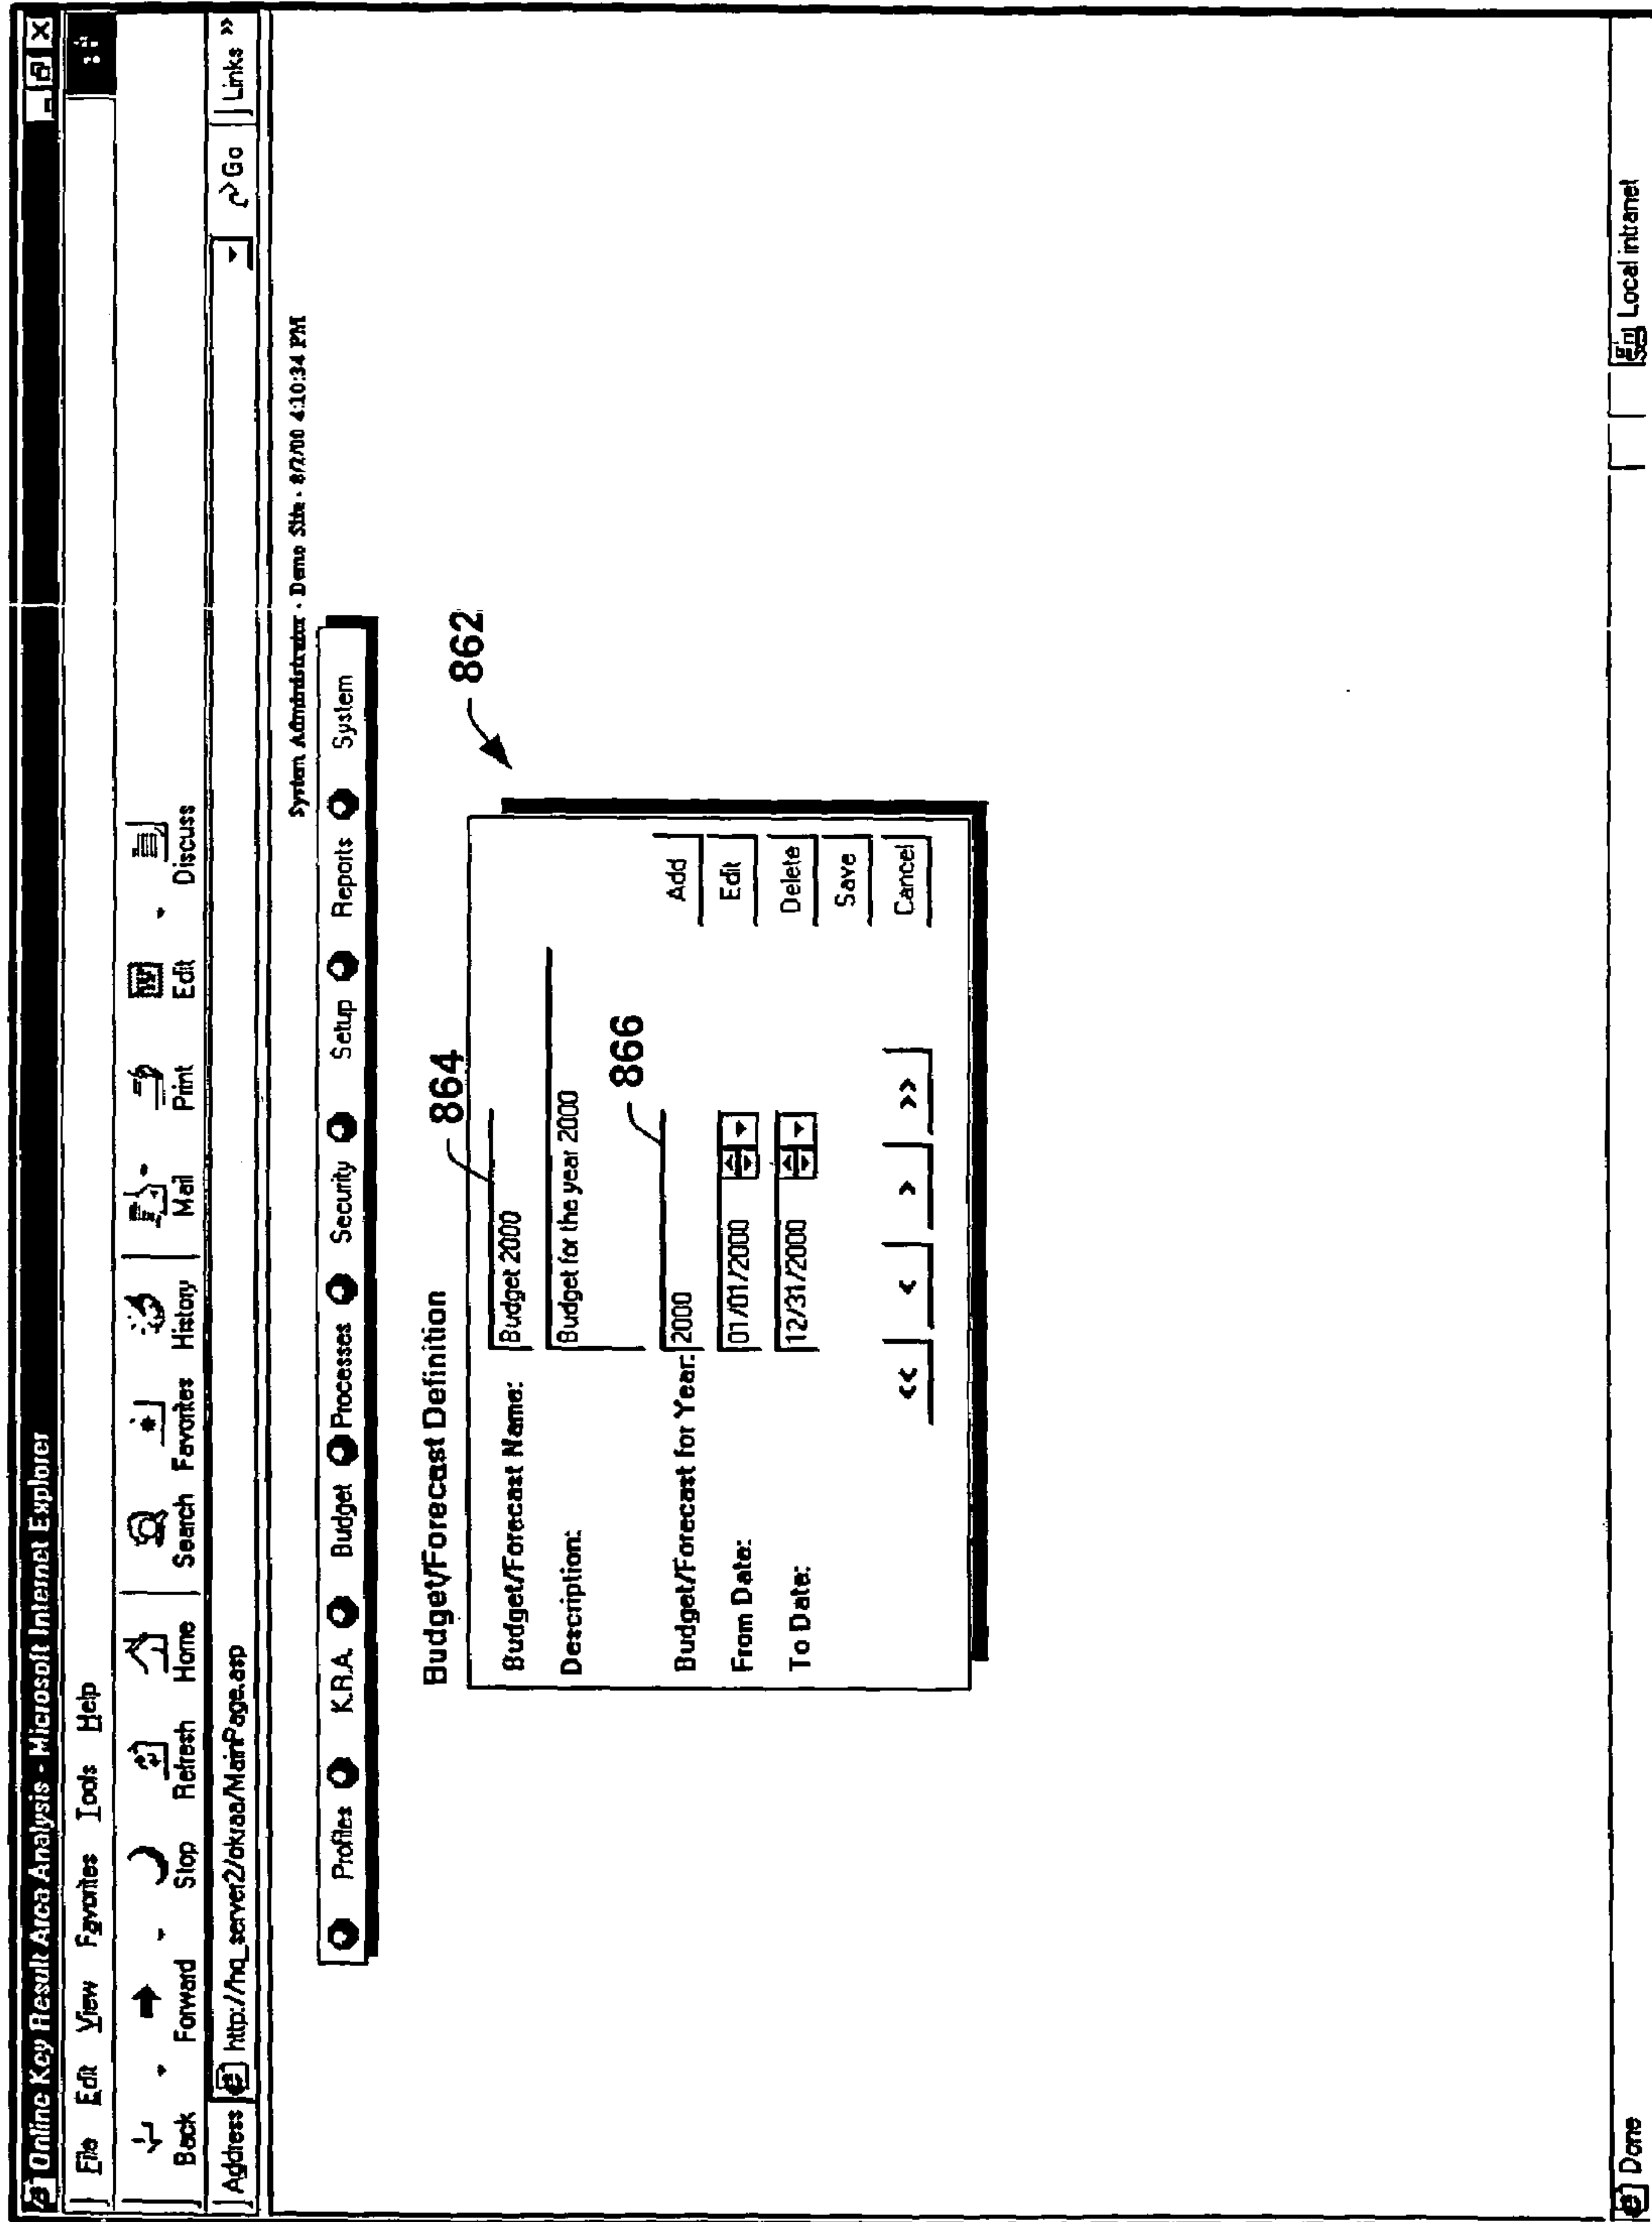 Online Key Result Area Analysis - Microsoft Internet Explorer
File Edit View Favorites Tools Help
Back Forward Stop Refresh Home Search Favorites History Mail Print Edit Discuss
Address http://hq_server2/okraa/MainPage.asp Go Links »
System Administrator - Demo Site - 8/2/00 4:10:34 PM
Profiles K.R.A. Budget Processes Security Setup Reports System
862
Budget/Forecast Definition
864
Budget/Forecast Name: Budget 2000
Description: Budget for the year 2000
866
Budget/Forecast for Year: 2000
From Date: 01/01/2000
To Date: 12/31/2000
Add
Edit
Delete
Save
Cancel
<< < > >>
Done Local intranet